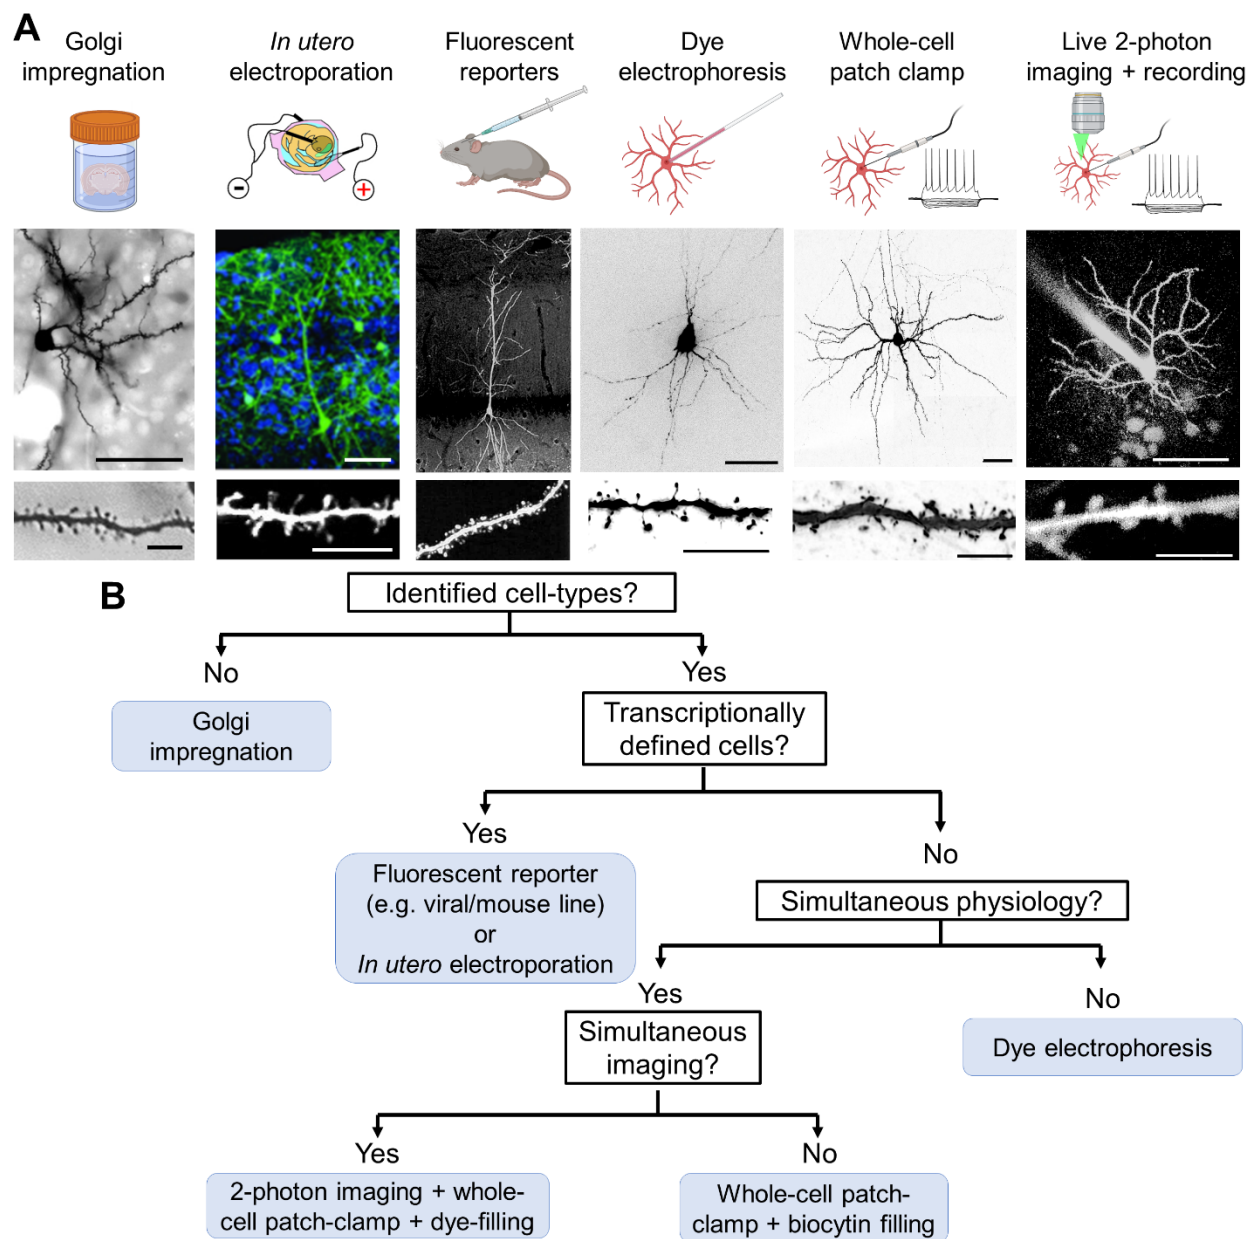 A
Golgi
impregnation
In utero
electroporation
Fluorescent
reporters
Dye
electrophoresis
Whole-cell
patch clamp
Live 2-photon
imaging + recording
-
+
B
Identified cell-types?
No
Yes
Golgi
impregnation
Transcriptionally
defined cells?
Yes
No
Fluorescent reporter
(e.g. viral/mouse line)
or
In utero electroporation
Simultaneous physiology?
Yes
No
Simultaneous
imaging?
Dye electrophoresis
Yes
No
2-photon imaging + whole-
cell patch-clamp + dye-filling
Whole-cell patch-
clamp + biocytin filling